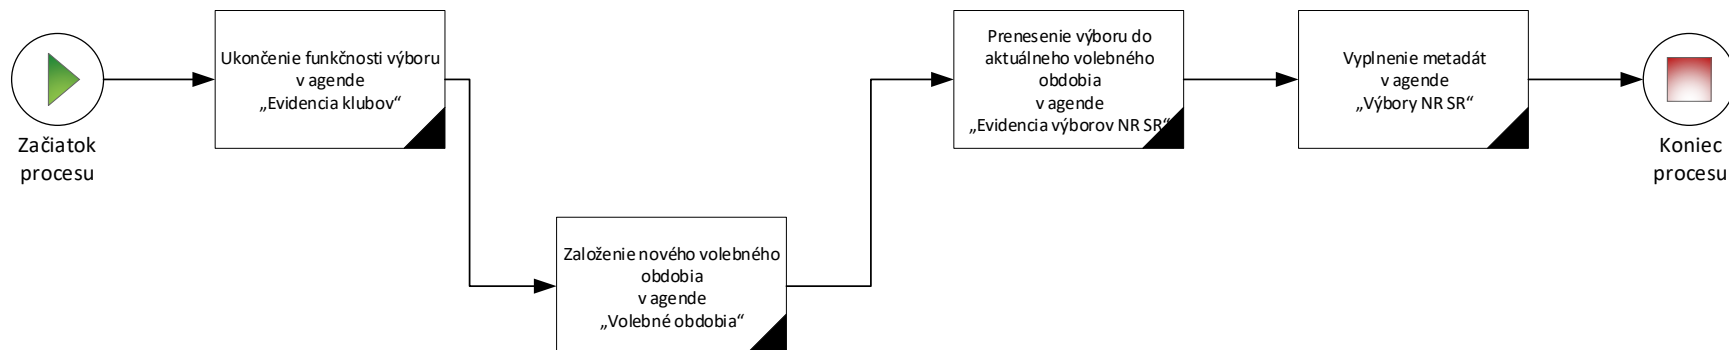 Začiatok
procesu
Ukončenie funkčnosti výboru
v agende
„Evidencia klubov“
Založenie nového volebného
obdobia
v agende
„Volebné obdobia“
Prenesenie výboru do
aktuálneho volebného
obdobia
v agende
„Evidencia výborov NR SR“
Vyplnenie metadát
v agende
„Výbory NR SR“
Koniec
procesu